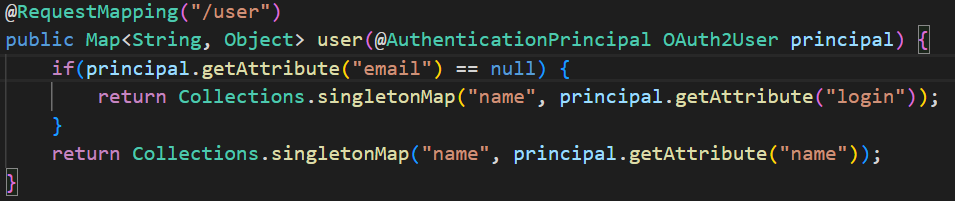 @RequestMapping("/user")
public Map<String, Object> user(@AuthenticationPrincipal OAuth2User principal) {
    if(principal.getAttribute("email") == null) {
        return Collections.singletonMap("name", principal.getAttribute("login"));
    }
    return Collections.singletonMap("name", principal.getAttribute("name"));
}